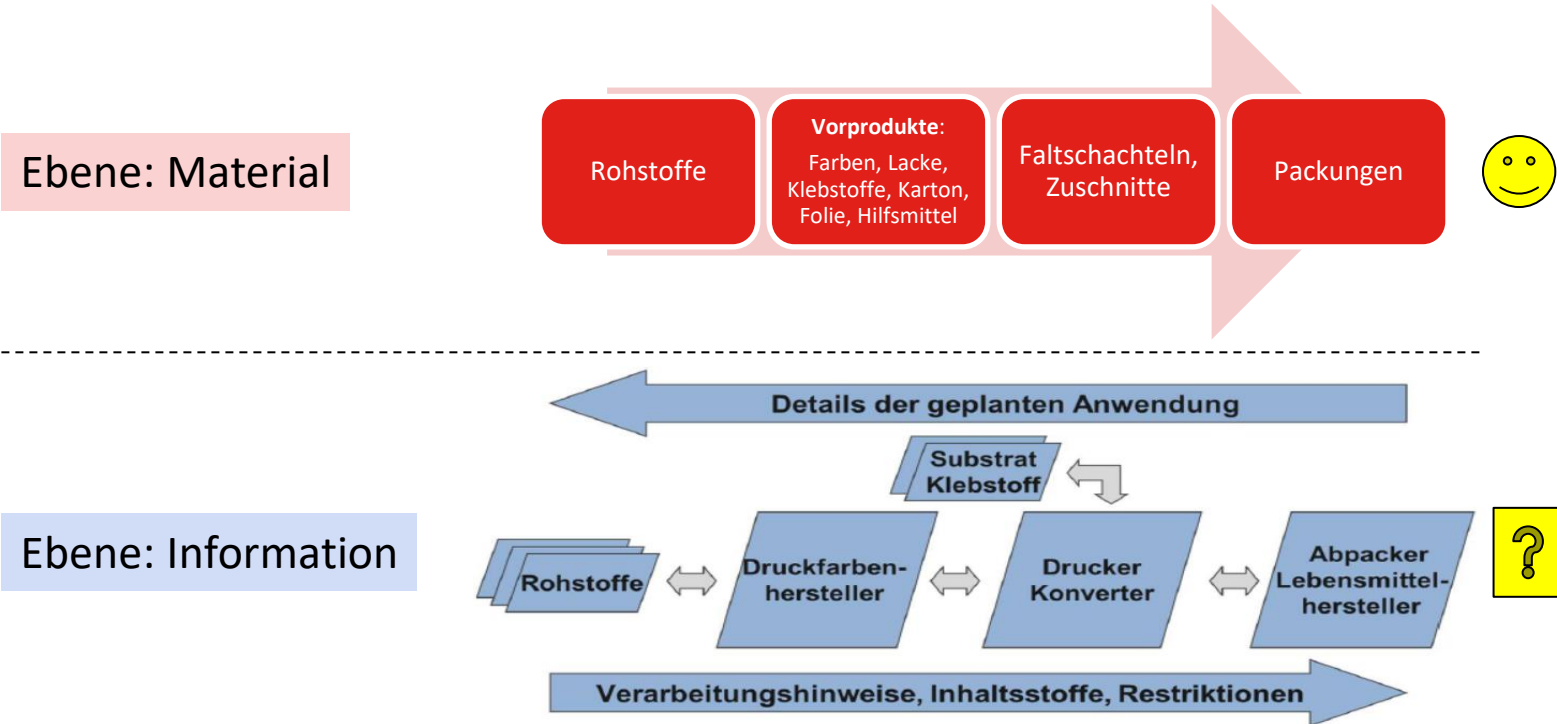 Ebene: Material
Rohstoffe
Vorprodukte:
Farben, Lacke,
Klebstoffe, Karton,
Folie, Hilfsmittel
Faltschachteln,
Zuschnitte
Packungen
Details der geplanten Anwendung
Substrat
Klebstoff
Ebene: Information
Rohstoffe
Druckfarben-
hersteller
Drucker
Konverter
Abpacker
Lebensmittel-
hersteller
?
Verarbeitungshinweise, Inhaltsstoffe, Restriktionen